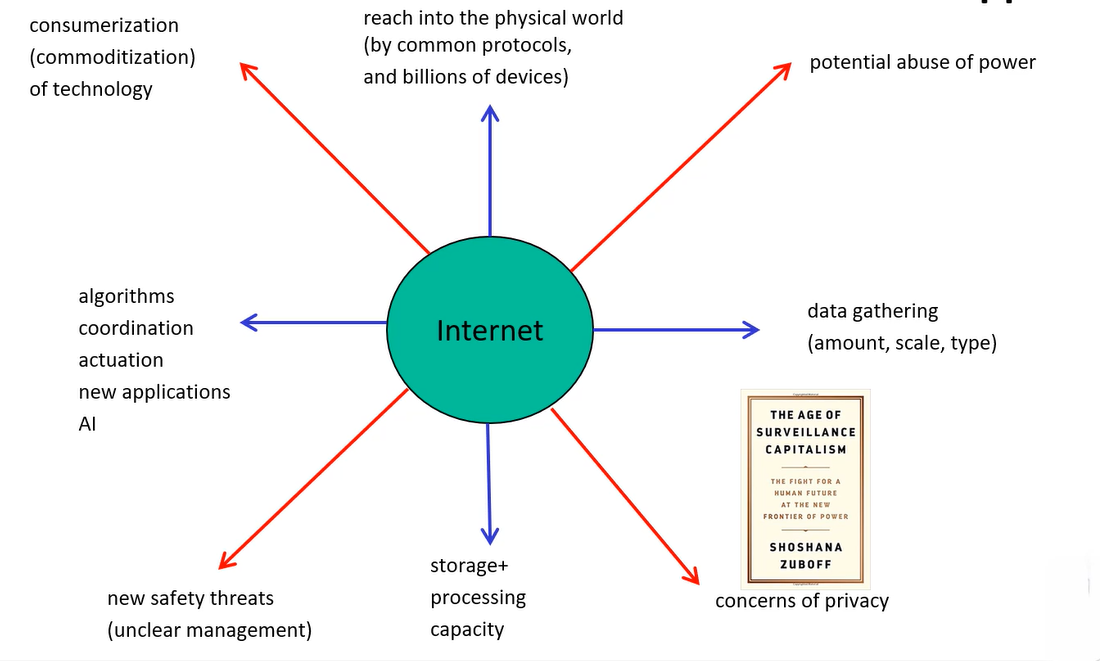 consumerization
(commoditization)
of technology
reach into the physical world
(by common protocols,
and billions of devices)
potential abuse of power
algorithms
coordination
actuation
new applications
AI
Internet
data gathering
(amount, scale, type)
THE AGE OF
SURVEILLANCE
CAPITALISM
THE FIGHT FOR A
HUMAN FUTURE
AT THE NEW
FRONTIER OF POWER
SHOSHANA
ZUBOFF
new safety threats
(unclear management)
storage+
processing
capacity
concerns of privacy